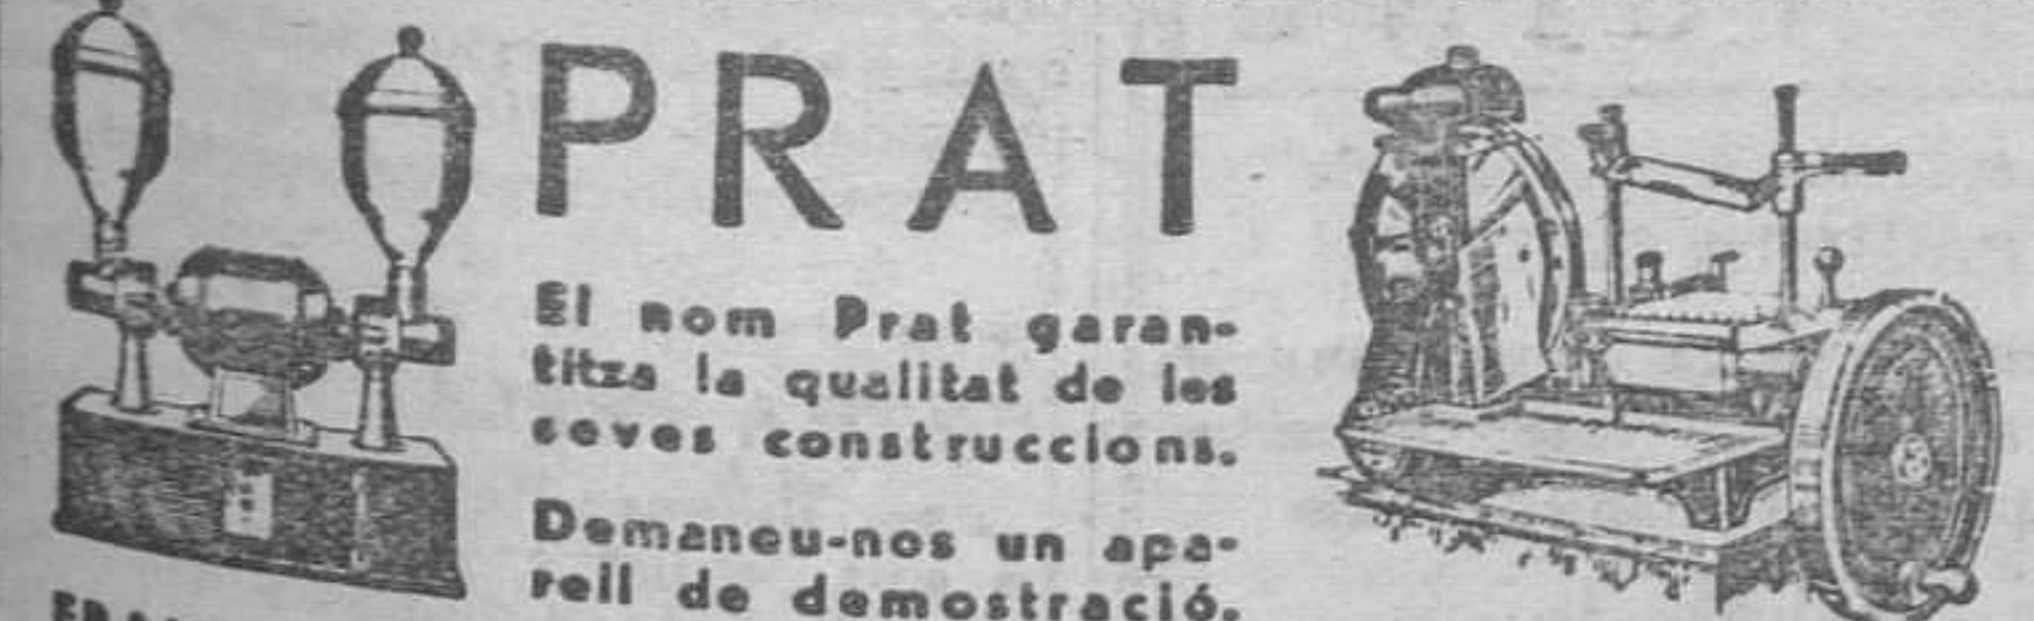 PRAT
El nom Prat garan-
titza la qualitat de les
seves construccions.
Demaneu-nos un apa-
rell de demostració.